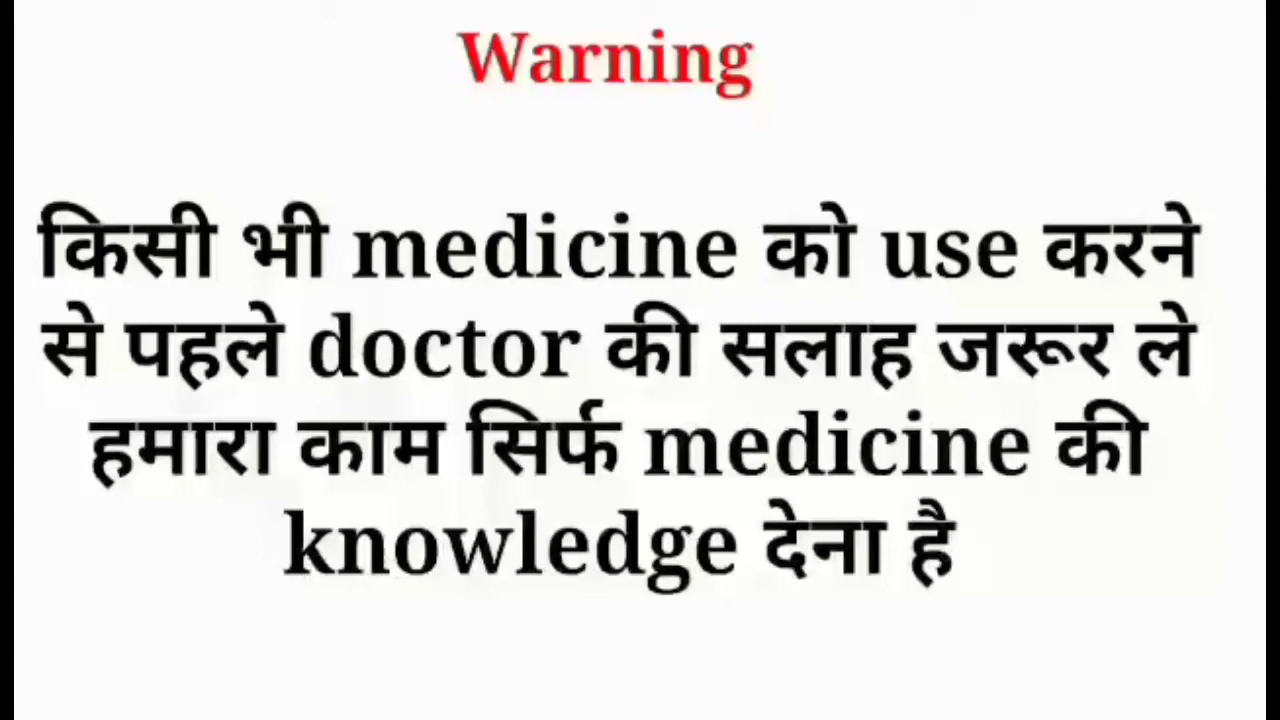 Warning
किसी भी medicine को use करने
से पहले doctor की सलाह जरूर ले
हमारा काम सिर्फ medicine की
knowledge देना है